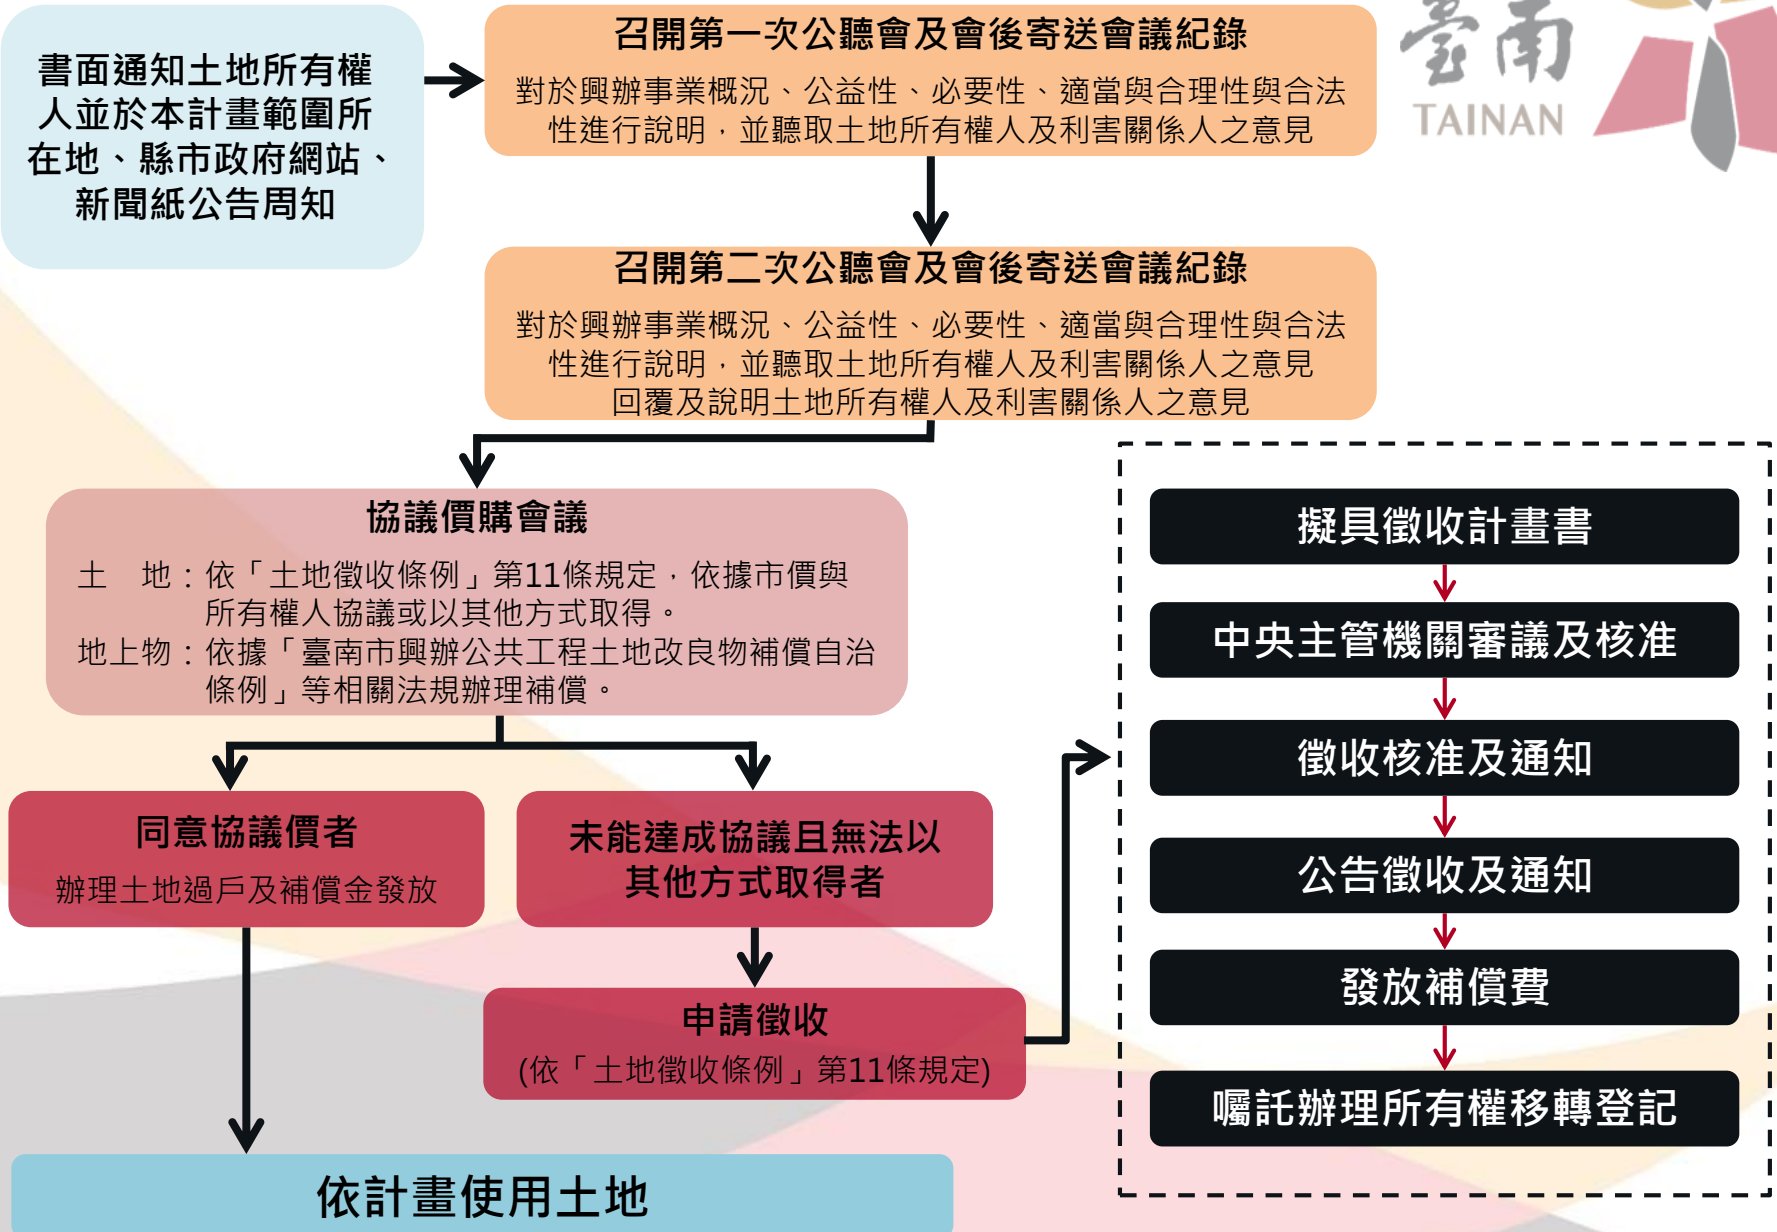 書面通知土地所有權
人並於本計畫範圍所
在地、縣市政府網站、
新聞紙公告周知
召開第一次公聽會及會後寄送會議紀錄
對於興辦事業概況、公益性、必要性、適當與合理性與合法
性進行說明，並聽取土地所有權人及利害關係人之意見
臺南
TAINAN
召開第二次公聽會及會後寄送會議紀錄
對於興辦事業概況、公益性、必要性、適當與合理性與合法
性進行說明，並聽取土地所有權人及利害關係人之意見
回覆及說明土地所有權人及利害關係人之意見
協議價購會議
土　地：依「土地徵收條例」第11條規定，依據市價與
所有權人協議或以其他方式取得。
地上物：依據「臺南市興辦公共工程土地改良物補償自治
條例」等相關法規辦理補償。
同意協議價者
辦理土地過戶及補償金發放
未能達成協議且無法以
其他方式取得者
申請徵收
(依「土地徵收條例」第11條規定)
擬具徵收計畫書
中央主管機關審議及核准
徵收核准及通知
公告徵收及通知
發放補償費
囑託辦理所有權移轉登記
依計畫使用土地